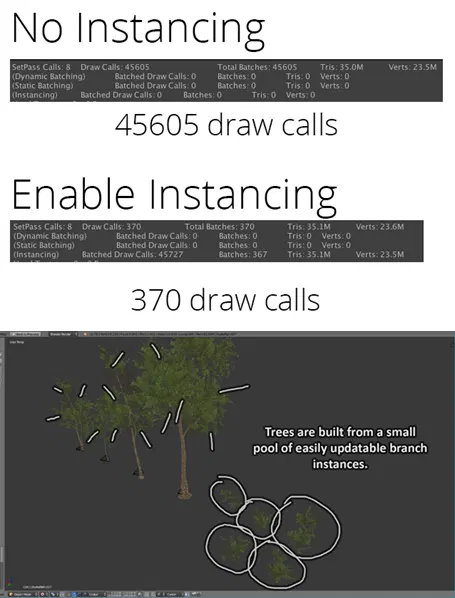 No Instancing
SetPass Calls: 8 Draw Calls: 45605 Total Batches: 45605 Tris: 35.0M Verts: 23.5M
(Dynamic Batching) Batched Draw Calls: 0 Batches: 0 Tris: 0 Verts: 0
(Static Batching) Batched Draw Calls: 0 Batches: 0 Tris: 0 Verts: 0
(Instancing) Batched Draw Calls: 0 Batches: 0 Tris: 0 Verts: 0
45605 draw calls
Enable Instancing
SetPass Calls: 8 Draw Calls: 370 Total Batches: 370 Tris: 35.1M Verts: 23.6M
(Dynamic Batching) Batched Draw Calls: 0 Batches: 0 Tris: 0 Verts: 0
(Static Batching) Batched Draw Calls: 0 Batches: 0 Tris: 0 Verts: 0
(Instancing) Batched Draw Calls: 45727 Batches: 367 Tris: 35.1M Verts: 23.5M
370 draw calls
Trees are built from a small
pool of easily updatable branch
instances.